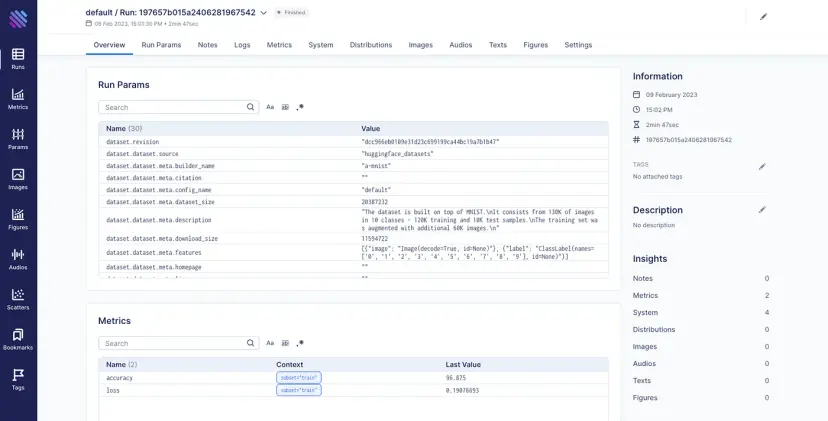 default / Run: 197657b015a2406281967542
Finished
09 Feb 2023, 15:01:30 PM • 2min 47sec
Overview Run Params Notes Logs Metrics System Distributions Images Audios Texts Figures Settings
Runs
Metrics
Params
Images
Figures
Audios
Scatters
Bookmarks
Tags
Run Params
Search
Aa ab .*
Name (30) Value
dataset.revision "dcc966eb0109e31d23c699199ca44bc19a7b1b47"
dataset.dataset.source "huggingface_datasets"
dataset.dataset.meta.builder_name "a-mnist"
dataset.dataset.meta.citation ""
dataset.dataset.meta.config_name "default"
dataset.dataset.meta.dataset_size 20387232
dataset.dataset.meta.description "The dataset is built on top of MNIST.\nIt consists from 130K of images
in 10 classes - 120K training and 10K test samples.\nThe training set wa
s augmented with additional 60K images.\n"
dataset.dataset.meta.download_size 11594722
dataset.dataset.meta.features [{"image": "Image(decode=True, id=None)"}, {"label": "ClassLabel(names=
['0', '1', '2', '3', '4', '5', '6', '7', '8', '9'], id=None)"}]
dataset.dataset.meta.homepage ""
Metrics
Search
Aa ab .*
Name (2) Context Last Value
accuracy subset="train" 96.875
loss subset="train" 0.19076693
Information
09 February 2023
15:02 PM
2min 47sec
197657b015a2406281967542
TAGS
No attached tags
Description
No description
Insights
Notes 0
Metrics 2
System 4
Distributions 0
Images 0
Audios 0
Texts 0
Figures 0